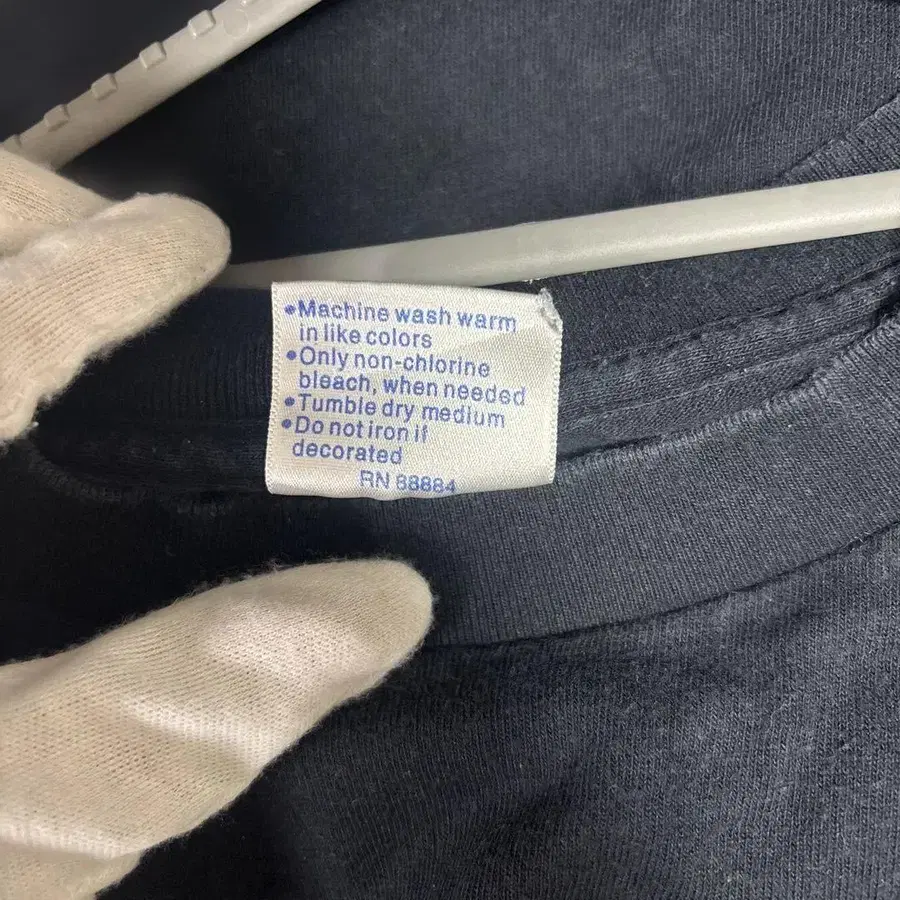 •Machine wash warm
in like colors
•Only non-chlorine
bleach, when needed
•Tumble dry medium
•Do not iron if
decorated
RN 88884